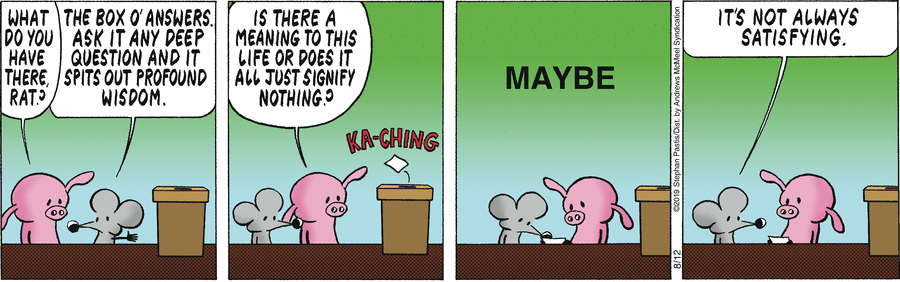 WHAT
DO YOU
HAVE
THERE,
RAT?
THE BOX O' ANSWERS.
ASK IT ANY DEEP
QUESTION AND IT
SPITS OUT PROFOUND
WISDOM.
IS THERE A
MEANING TO THIS
LIFE OR DOES IT
ALL JUST SIGNIFY
NOTHING?
KA-CHING
MAYBE
©2019 Stephan Pastis/Dist. by Andrews McMeel Syndication
8/12
IT'S NOT ALWAYS
SATISFYING.